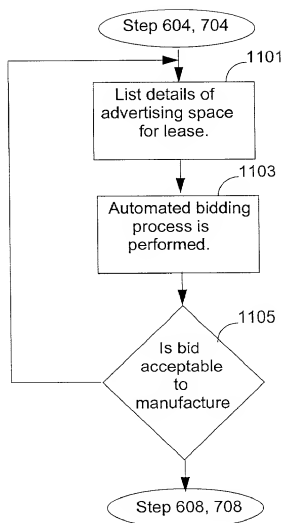 Step 604, 704
1101
List details of
advertising space
for lease.
1103
Automated bidding
process is
performed.
1105
Is bid
acceptable
to
manufacture
Step 608, 708